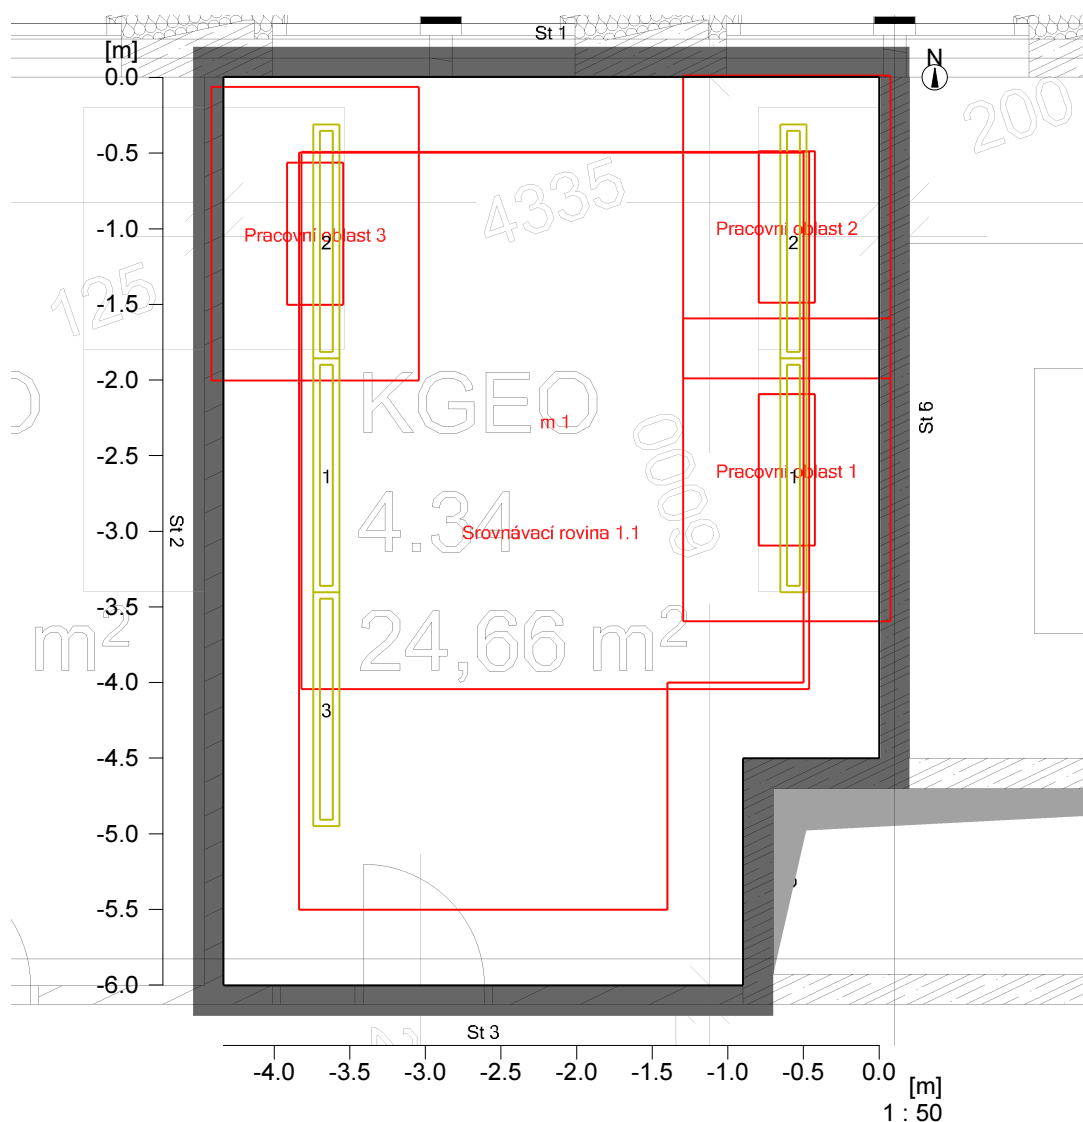 St 1
[m]
N
0.0
200
-0.5
4335
-1.0
Pracovní oblast 3
2
Pracovní oblast 2
2
125
-1.5
-2.0
KGEO
m 1
St 9
-2.5
1
Pracovní oblast 1
1
6000
-3.0
4.34
Srovnávací rovina 1.1
St 2
-3.5
m²
24,66 m²
-4.0
3
-4.5
-5.0
-5.5
-6.0
St 3
-4.0 -3.5 -3.0 -2.5 -2.0 -1.5 -1.0 -0.5 0.0
[m]
1 : 50